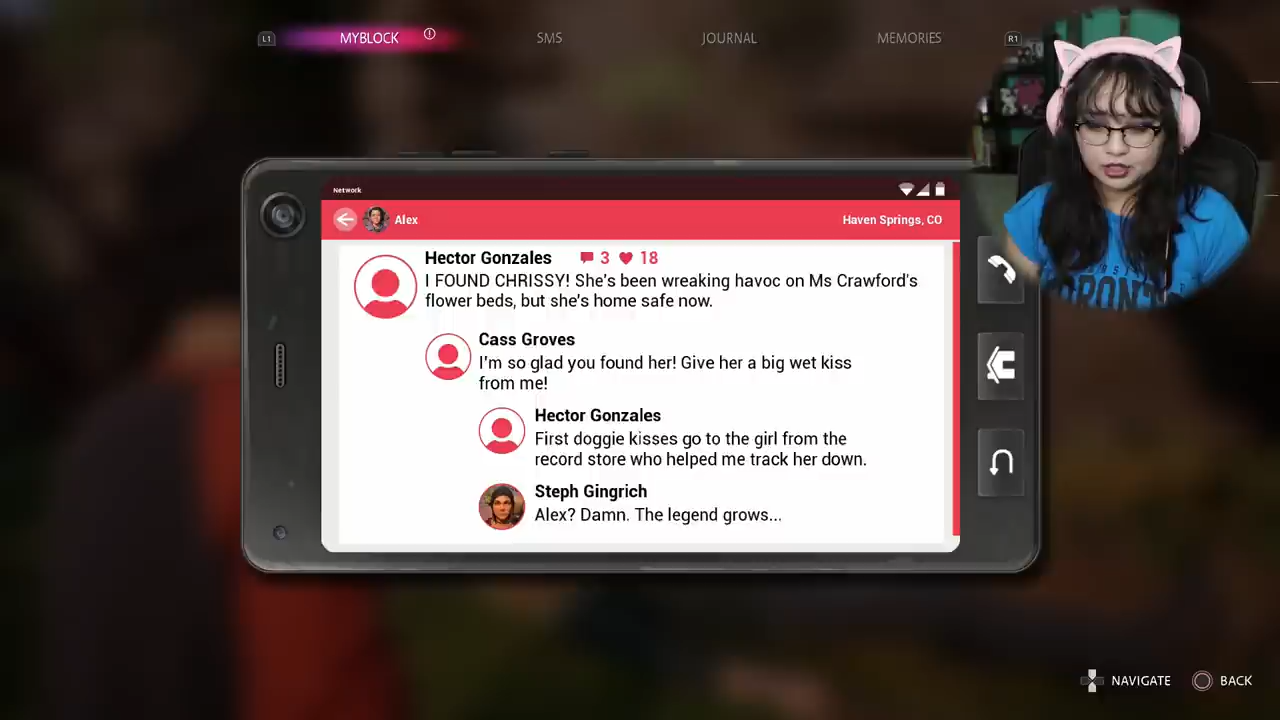 L1
MYBLOCK
SMS
JOURNAL
MEMORIES
R1
Network
Alex
Haven Springs, CO
Hector Gonzales 3 18
I FOUND CHRISSY! She's been wreaking havoc on Ms Crawford's
flower beds, but she's home safe now.
Cass Groves
I'm so glad you found her! Give her a big wet kiss
from me!
Hector Gonzales
First doggie kisses go to the girl from the
record store who helped me track her down.
Steph Gingrich
Alex? Damn. The legend grows...
NAVIGATE
BACK